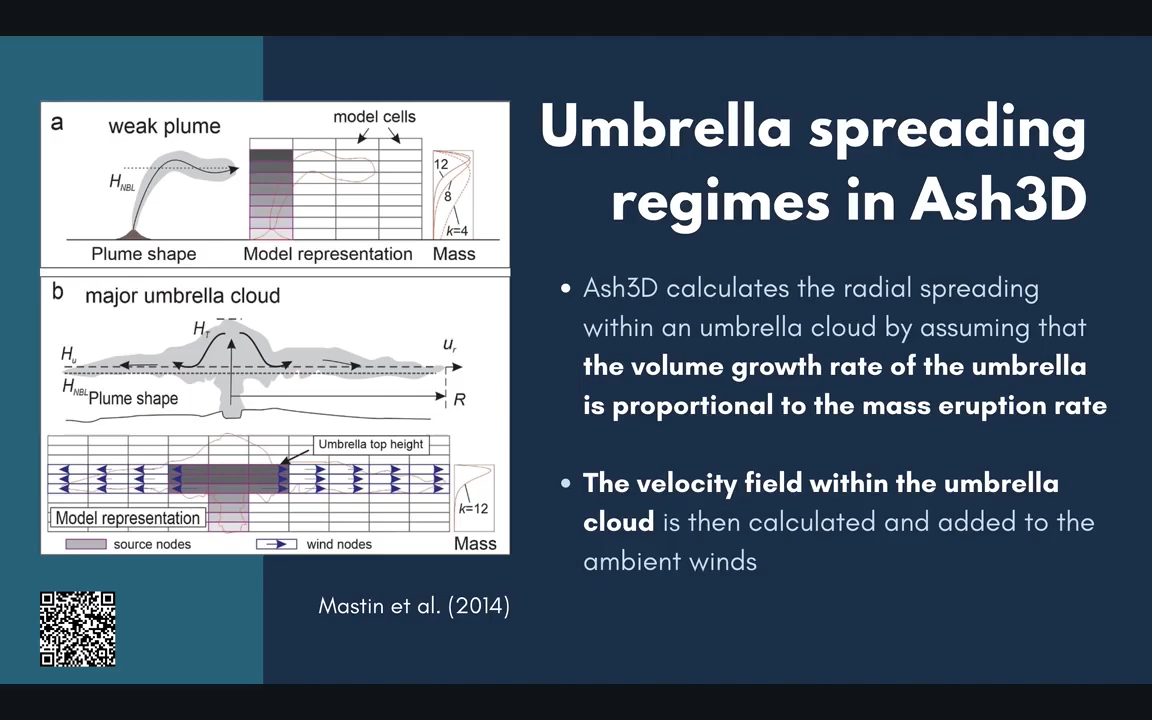 Umbrella spreading
regimes in Ash3D
a
weak plume
model cells
H_NBL
12
8
k=4
Plume shape
Model representation
Mass
b
major umbrella cloud
H_T
u_r
H_u
H_NBL
Plume shape
R
Umbrella top height
Model representation
k=12
source nodes
wind nodes
Mass
Mastin et al. (2014)
• Ash3D calculates the radial spreading
within an umbrella cloud by assuming that
the volume growth rate of the umbrella
is proportional to the mass eruption rate
• The velocity field within the umbrella
cloud is then calculated and added to the
ambient winds